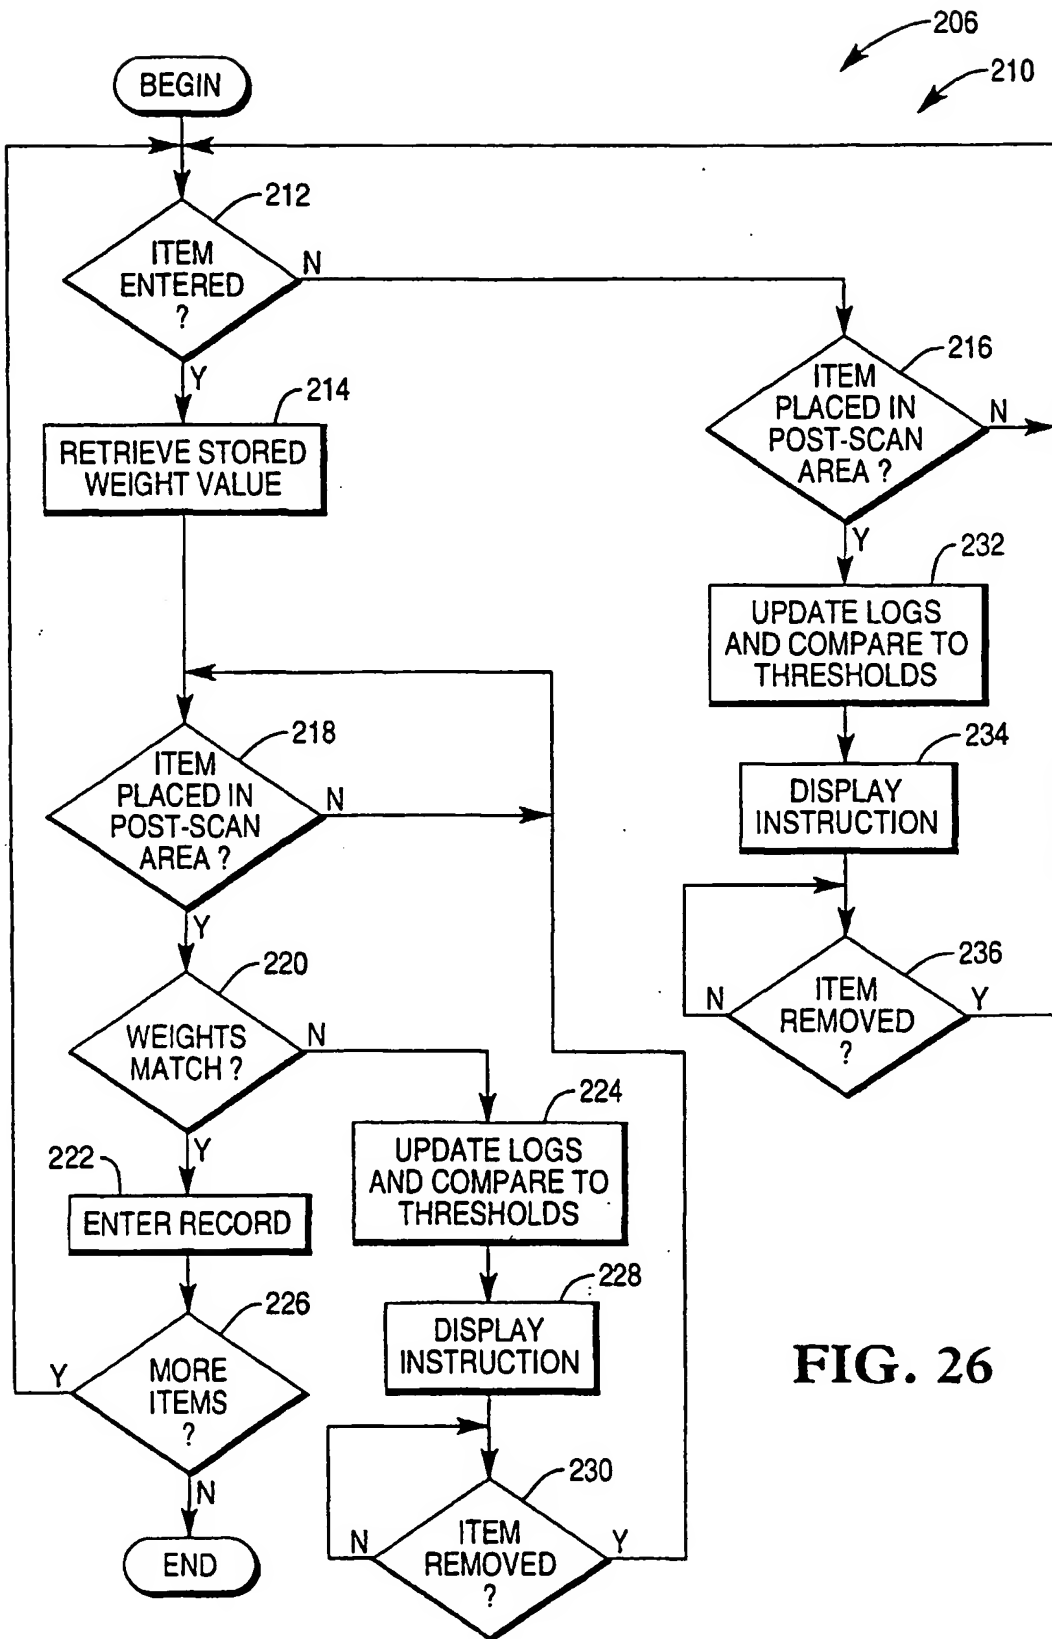 206
210
BEGIN
212
ITEM
ENTERED
?
N
Y
214
RETRIEVE STORED
WEIGHT VALUE
216
ITEM
PLACED IN
POST-SCAN
AREA ?
N
Y
232
UPDATE LOGS
AND COMPARE TO
THRESHOLDS
234
DISPLAY
INSTRUCTION
236
ITEM
REMOVED
?
N
Y
218
ITEM
PLACED IN
POST-SCAN
AREA ?
N
Y
220
WEIGHTS
MATCH ?
N
Y
222
ENTER RECORD
224
UPDATE LOGS
AND COMPARE TO
THRESHOLDS
226
MORE
ITEMS
?
Y
N
END
228
DISPLAY
INSTRUCTION
230
ITEM
REMOVED
?
N
Y
FIG. 26